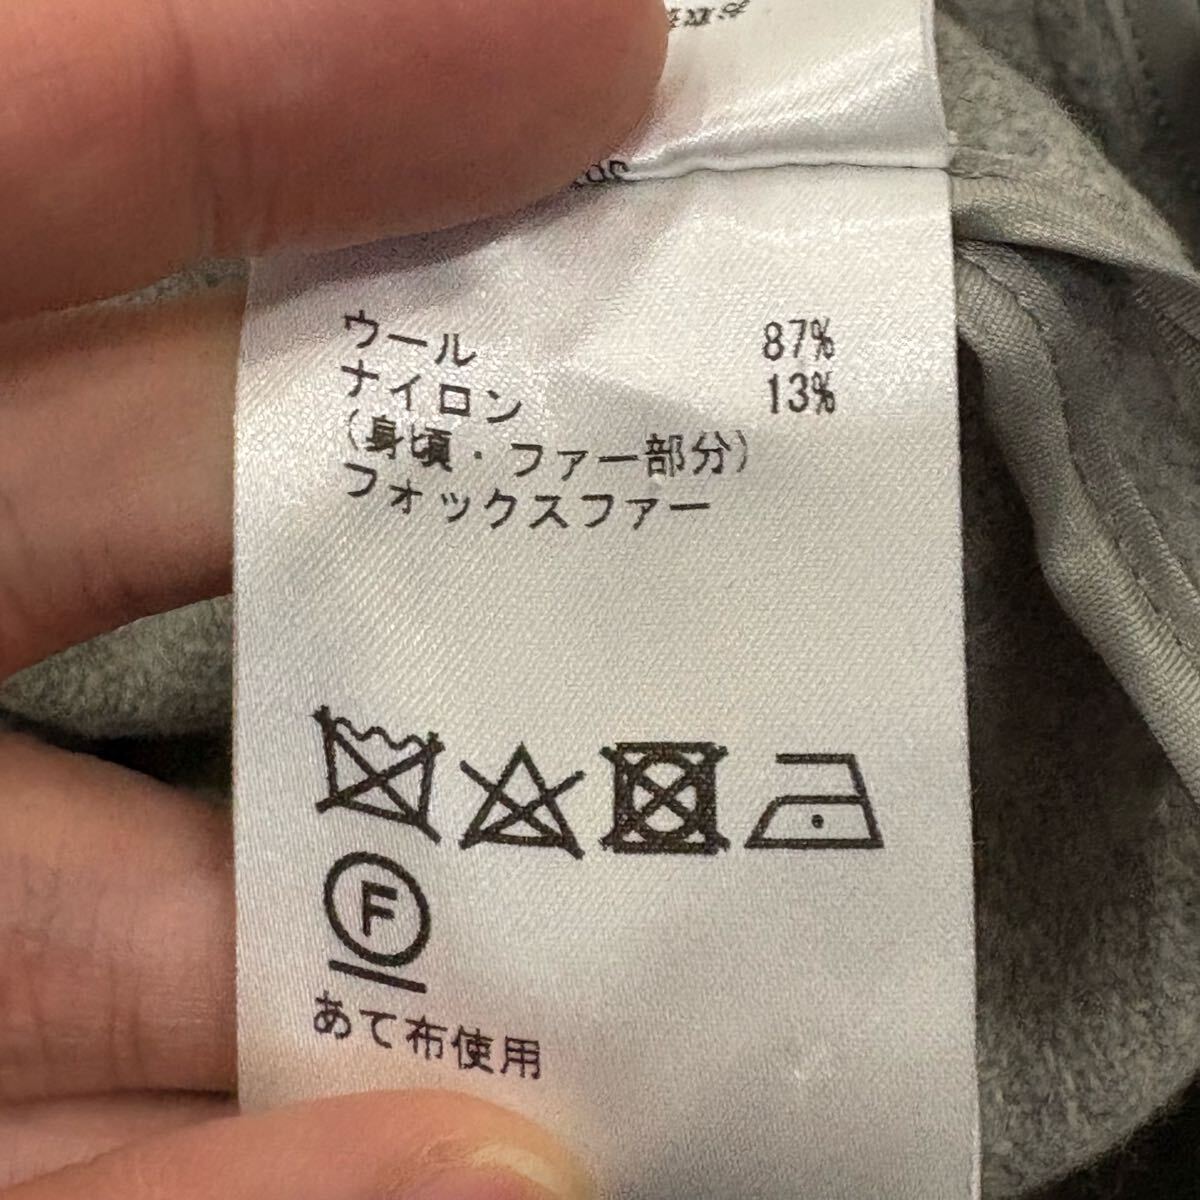 ウール 87%
ナイロン 13%
(身頃・ファー部分)
フォックスファー
F
あて布使用